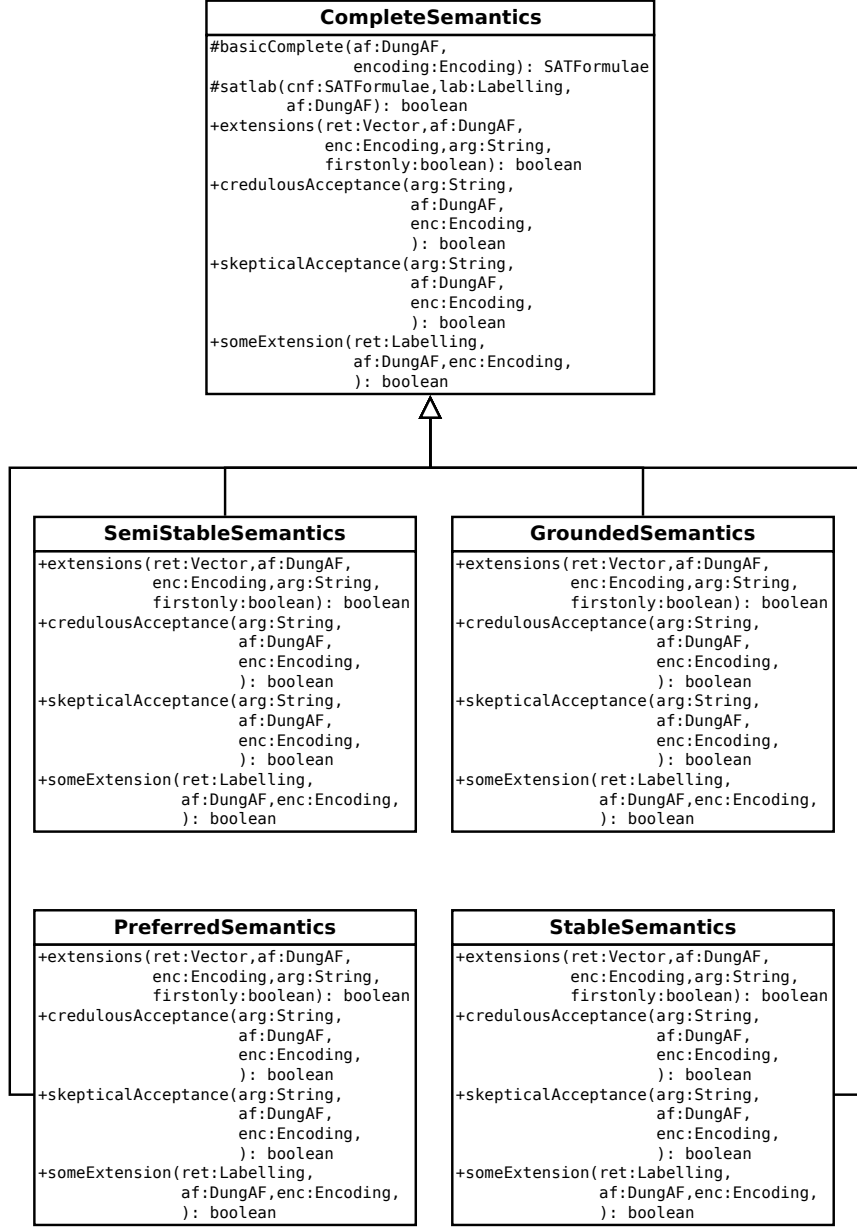 CompleteSemantics
#basicComplete(af:DungAF,
encoding:Encoding): SATFormulae
#satlab(cnf:SATFormulae,lab:Labelling,
af:DungAF): boolean
+extensions(ret:Vector,af:DungAF,
enc:Encoding,arg:String,
firstonly:boolean): boolean
+credulousAcceptance(arg:String,
af:DungAF,
enc:Encoding,
): boolean
+skepticalAcceptance(arg:String,
af:DungAF,
enc:Encoding,
): boolean
+someExtension(ret:Labelling,
af:DungAF,enc:Encoding,
): boolean
SemiStableSemantics
+extensions(ret:Vector,af:DungAF,
enc:Encoding,arg:String,
firstonly:boolean): boolean
+credulousAcceptance(arg:String,
af:DungAF,
enc:Encoding,
): boolean
+skepticalAcceptance(arg:String,
af:DungAF,
enc:Encoding,
): boolean
+someExtension(ret:Labelling,
af:DungAF,enc:Encoding,
): boolean
GroundedSemantics
+extensions(ret:Vector,af:DungAF,
enc:Encoding,arg:String,
firstonly:boolean): boolean
+credulousAcceptance(arg:String,
af:DungAF,
enc:Encoding,
): boolean
+skepticalAcceptance(arg:String,
af:DungAF,
enc:Encoding,
): boolean
+someExtension(ret:Labelling,
af:DungAF,enc:Encoding,
): boolean
PreferredSemantics
+extensions(ret:Vector,af:DungAF,
enc:Encoding,arg:String,
firstonly:boolean): boolean
+credulousAcceptance(arg:String,
af:DungAF,
enc:Encoding,
): boolean
+skepticalAcceptance(arg:String,
af:DungAF,
enc:Encoding,
): boolean
+someExtension(ret:Labelling,
af:DungAF,enc:Encoding,
): boolean
StableSemantics
+extensions(ret:Vector,af:DungAF,
enc:Encoding,arg:String,
firstonly:boolean): boolean
+credulousAcceptance(arg:String,
af:DungAF,
enc:Encoding,
): boolean
+skepticalAcceptance(arg:String,
af:DungAF,
enc:Encoding,
): boolean
+someExtension(ret:Labelling,
af:DungAF,enc:Encoding,
): boolean